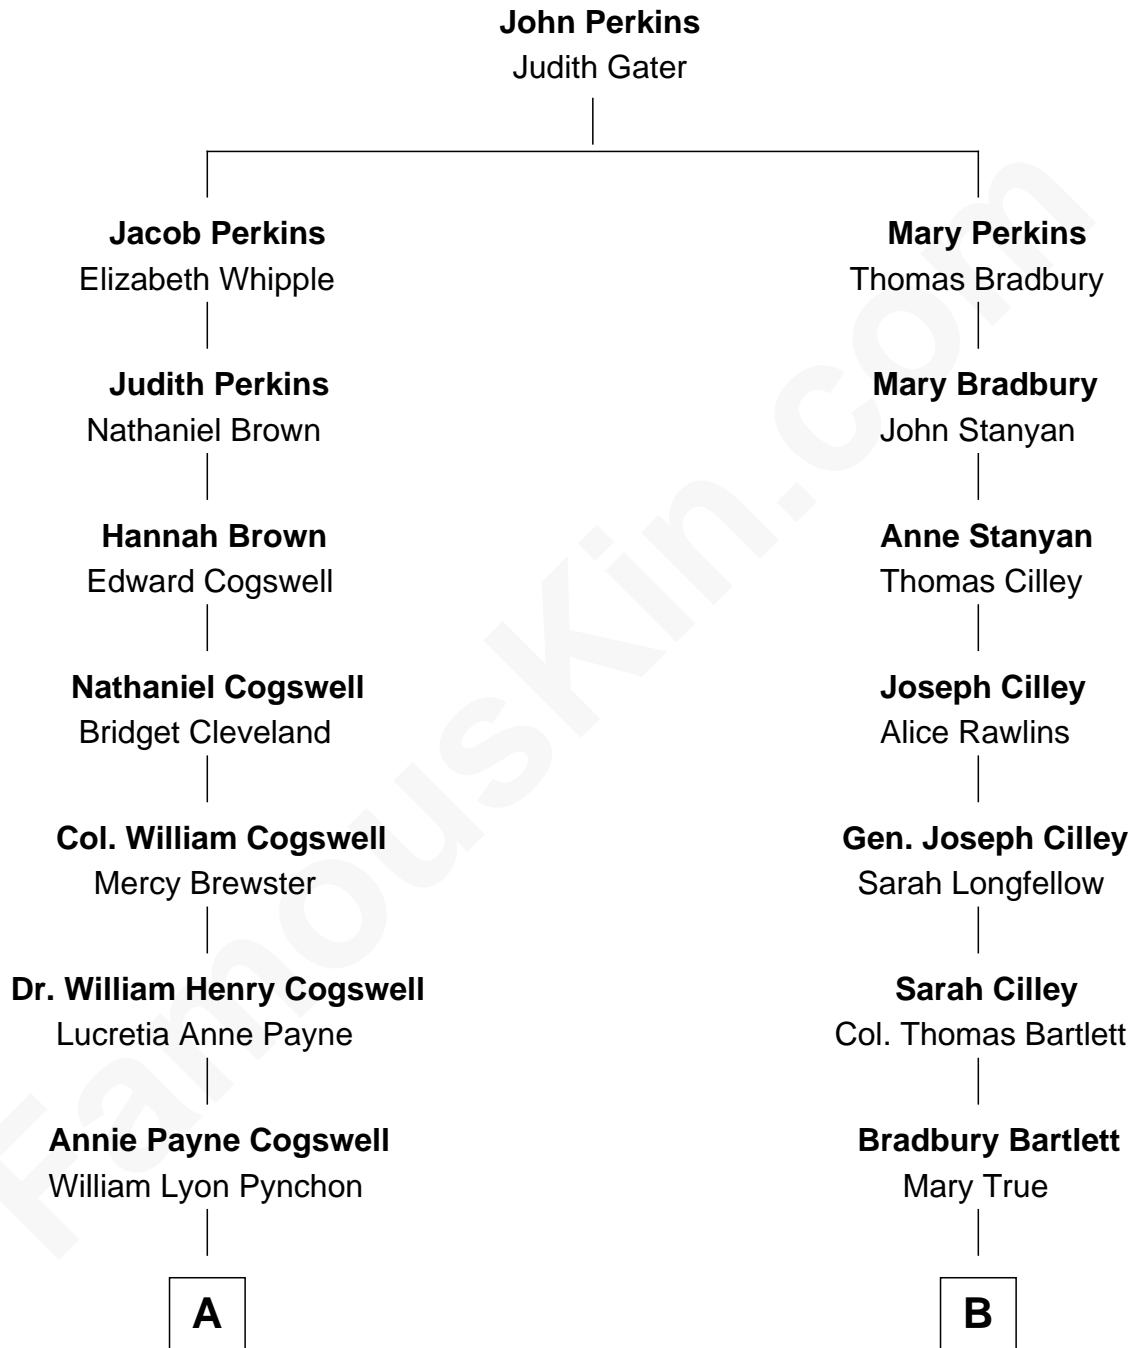 John Perkins
Judith Gater
Jacob Perkins
Elizabeth Whipple
Mary Perkins
Thomas Bradbury
Judith Perkins
Nathaniel Brown
Mary Bradbury
John Stanyan
Hannah Brown
Edward Cogswell
Anne Stanyan
Thomas Cilley
Nathaniel Cogswell
Bridget Cleveland
Joseph Cilley
Alice Rawlins
Col. William Cogswell
Mercy Brewster
Gen. Joseph Cilley
Sarah Longfellow
Dr. William Henry Cogswell
Lucretia Anne Payne
Sarah Cilley
Col. Thomas Bartlett
Annie Payne Cogswell
William Lyon Pynchon
Bradbury Bartlett
Mary True
A
B
FamousKin.com